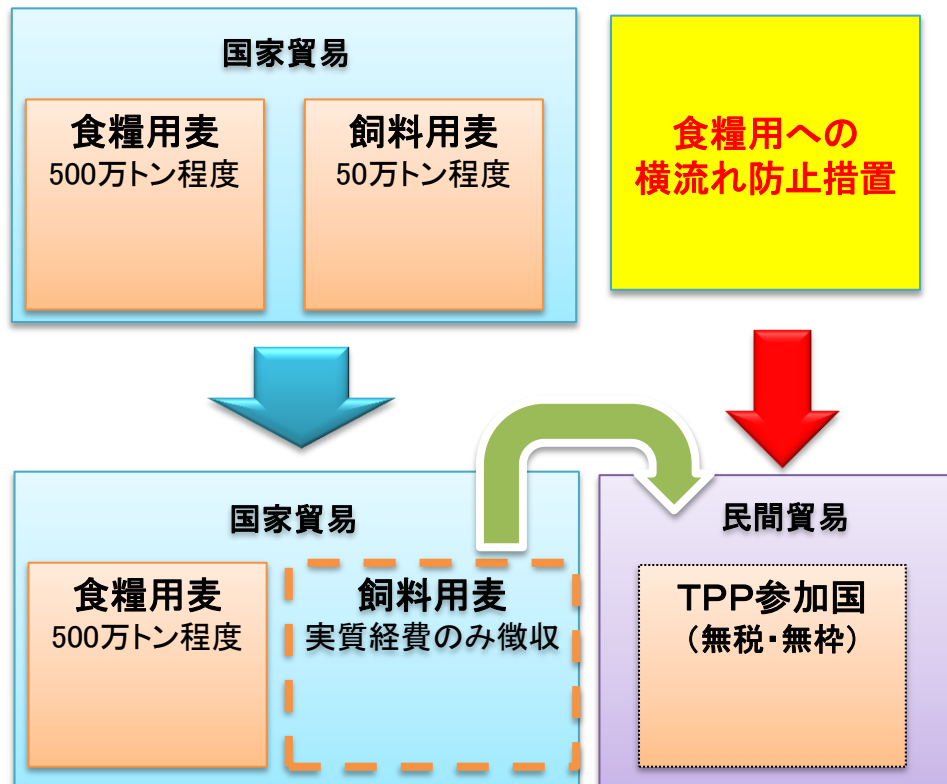 国家貿易
食糧用麦
500万トン程度
飼料用麦
50万トン程度
食糧用への
横流れ防止措置
国家貿易
食糧用麦
500万トン程度
飼料用麦
実質経費のみ徴収
民間貿易
TPP参加国
(無税・無枠)